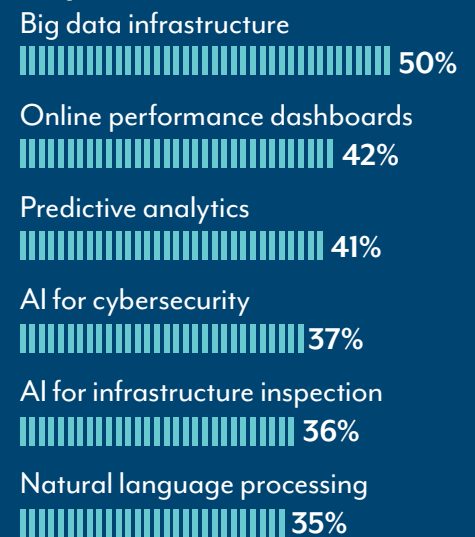 Big data infrastructure
50%
Online performance dashboards
42%
Predictive analytics
41%
AI for cybersecurity
37%
AI for infrastructure inspection
36%
Natural language processing
35%